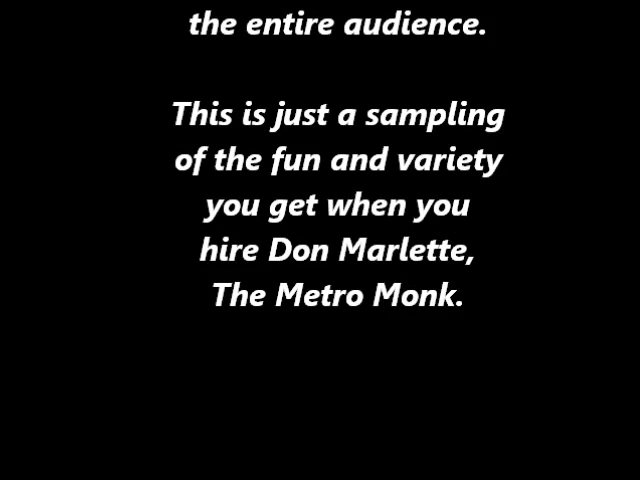 the entire audience.
This is just a sampling
of the fun and variety
you get when you
hire Don Marlette,
The Metro Monk.